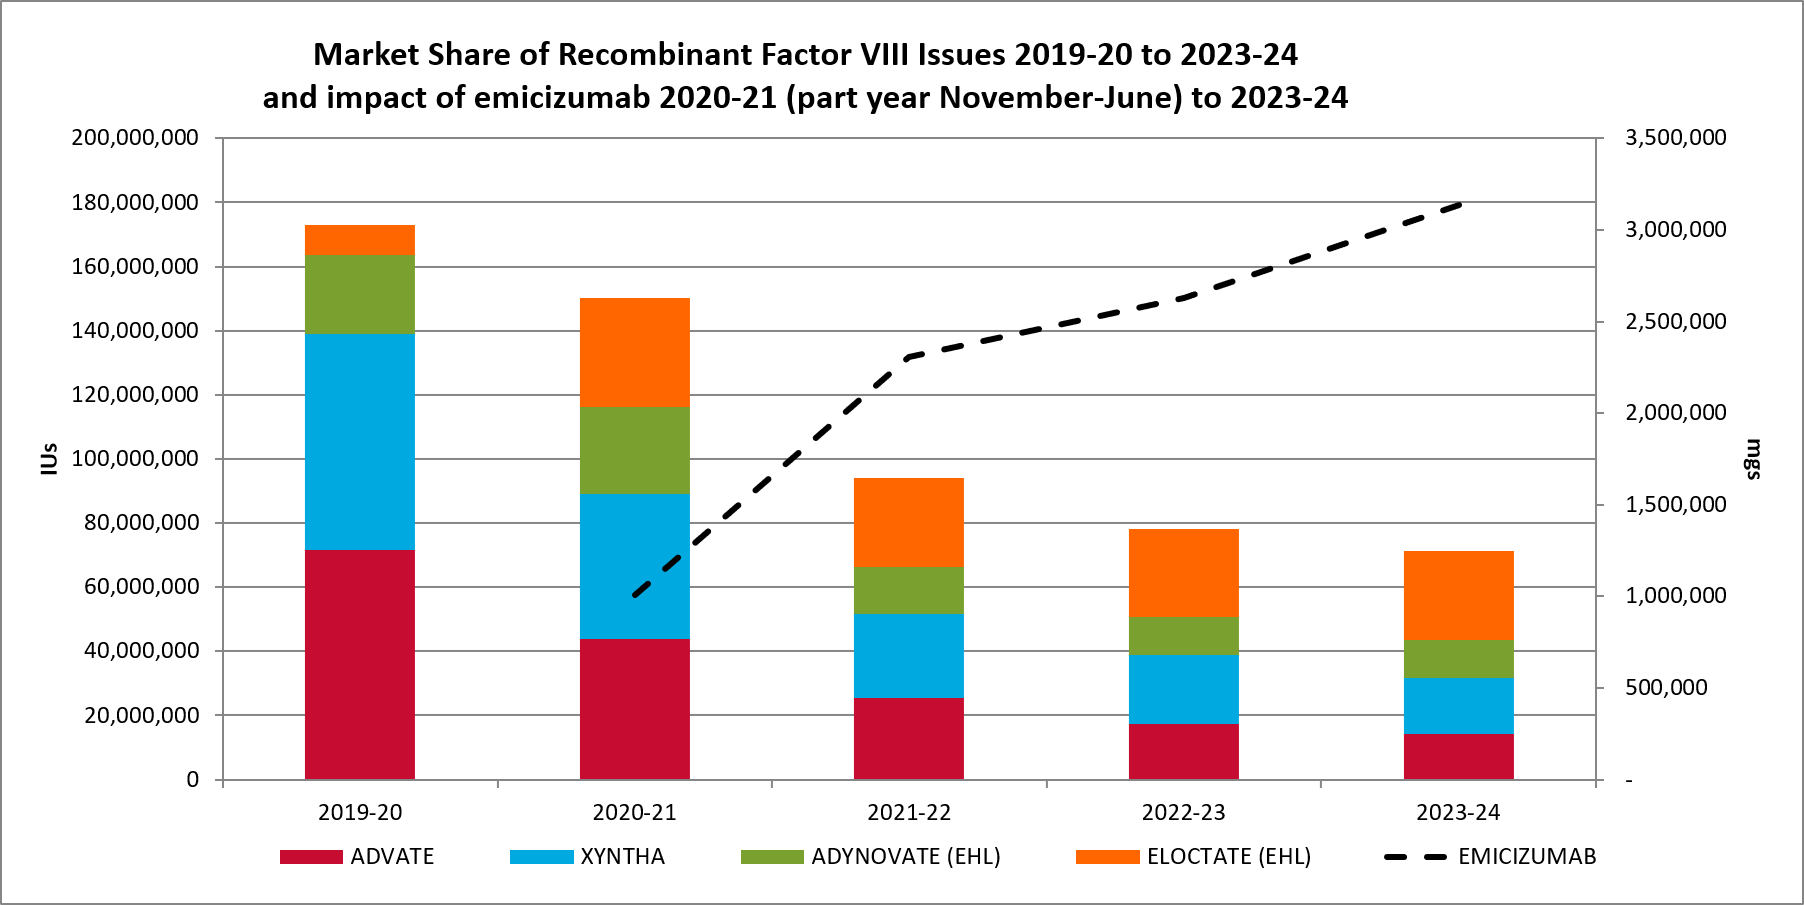 Market Share of Recombinant Factor VIII Issues 2019-20 to 2023-24
and impact of emicizumab 2020-21 (part year November-June) to 2023-24
200,000,000
180,000,000
160,000,000
140,000,000
120,000,000
100,000,000
80,000,000
60,000,000
40,000,000
20,000,000
0
IUs
3,500,000
3,000,000
2,500,000
2,000,000
1,500,000
1,000,000
500,000
-
mgs
2019-20
2020-21
2021-22
2022-23
2023-24
ADVATE
XYNTHA
ADYNOVATE (EHL)
ELOCTATE (EHL)
EMICIZUMAB